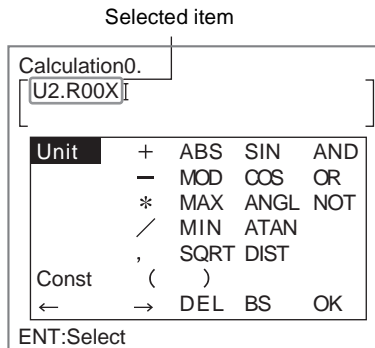 Selected item
Calculation0.
[U2.R00X]
Unit + ABS SIN AND
− MOD COS OR
* MAX ANGL NOT
／ MIN ATAN
, SQRT DIST
Const ( )
← → DEL BS OK
ENT:Select